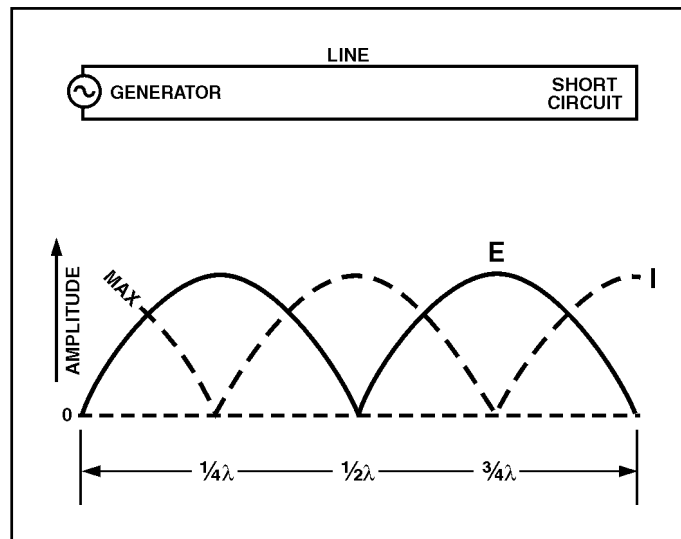 LINE
GENERATOR
SHORT
CIRCUIT
E
MAX
I
AMPLITUDE
0
¼λ
½λ
¾λ